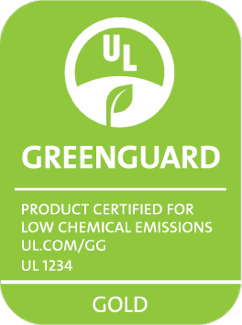 UL
GREENGUARD
PRODUCT CERTIFIED FOR
LOW CHEMICAL EMISSIONS
UL.COM/GG
UL 1234
GOLD